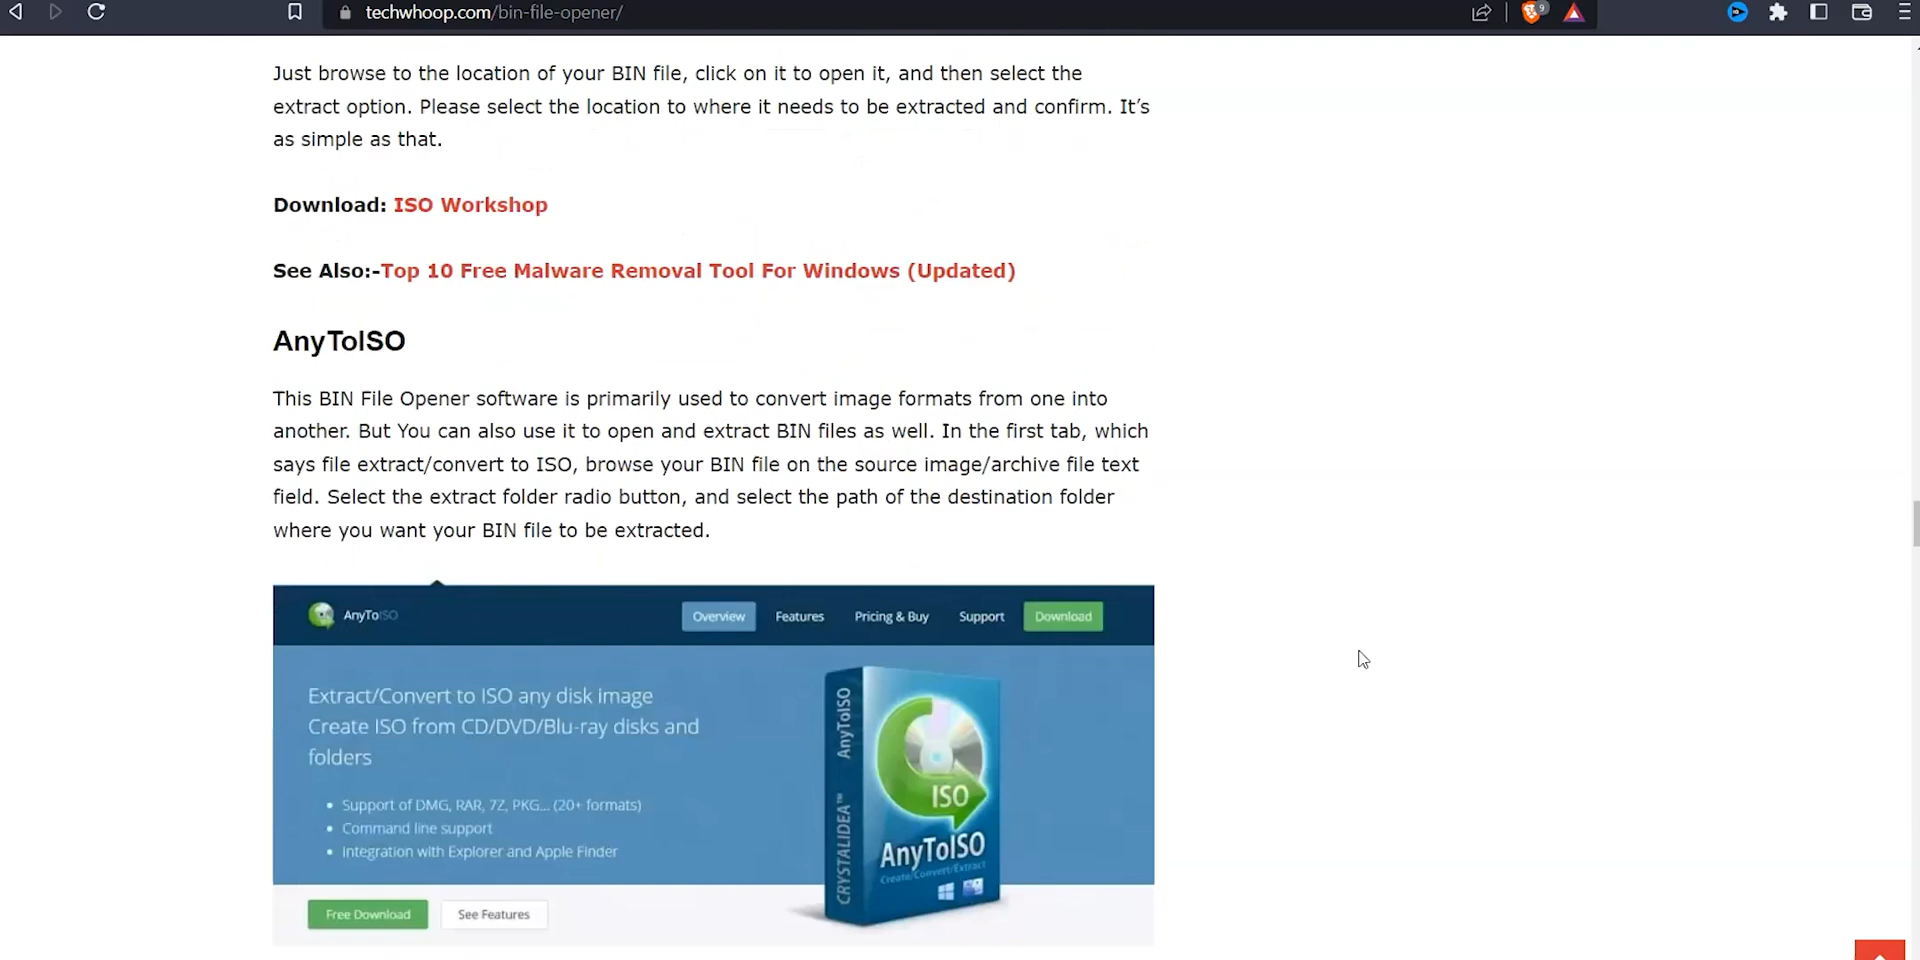 techwhoop.com/bin-file-opener/
9
Just browse to the location of your BIN file, click on it to open it, and then select the
extract option. Please select the location to where it needs to be extracted and confirm. It’s
as simple as that.
Download: ISO Workshop
See Also:-Top 10 Free Malware Removal Tool For Windows (Updated)
AnyToISO
This BIN File Opener software is primarily used to convert image formats from one into
another. But You can also use it to open and extract BIN files as well. In the first tab, which
says file extract/convert to ISO, browse your BIN file on the source image/archive file text
field. Select the extract folder radio button, and select the path of the destination folder
where you want your BIN file to be extracted.
AnyToISO
Overview Features Pricing & Buy Support Download
Extract/Convert to ISO any disk image
Create ISO from CD/DVD/Blu-ray disks and
folders
• Support of DMG, RAR, 7Z, PKG... (20+ formats)
• Command line support
• Integration with Explorer and Apple Finder
Free Download See Features
AnyToISO
CRYSTALIDEA™
ISO
AnyToISO
Create/Convert/Extract